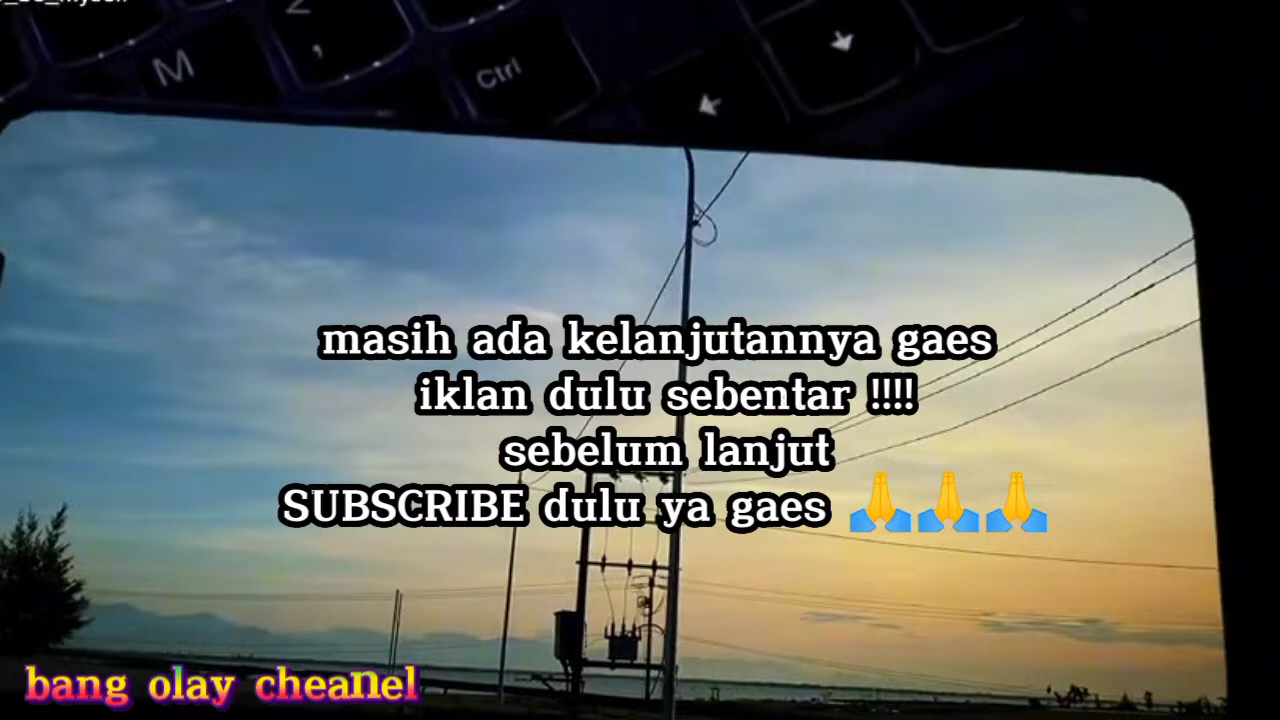 M
,
Ctrl
masih ada kelanjutannya gaes
iklan dulu sebentar !!!!
sebelum lanjut
SUBSCRIBE dulu ya gaes 🙏🙏🙏
bang olay cheanel